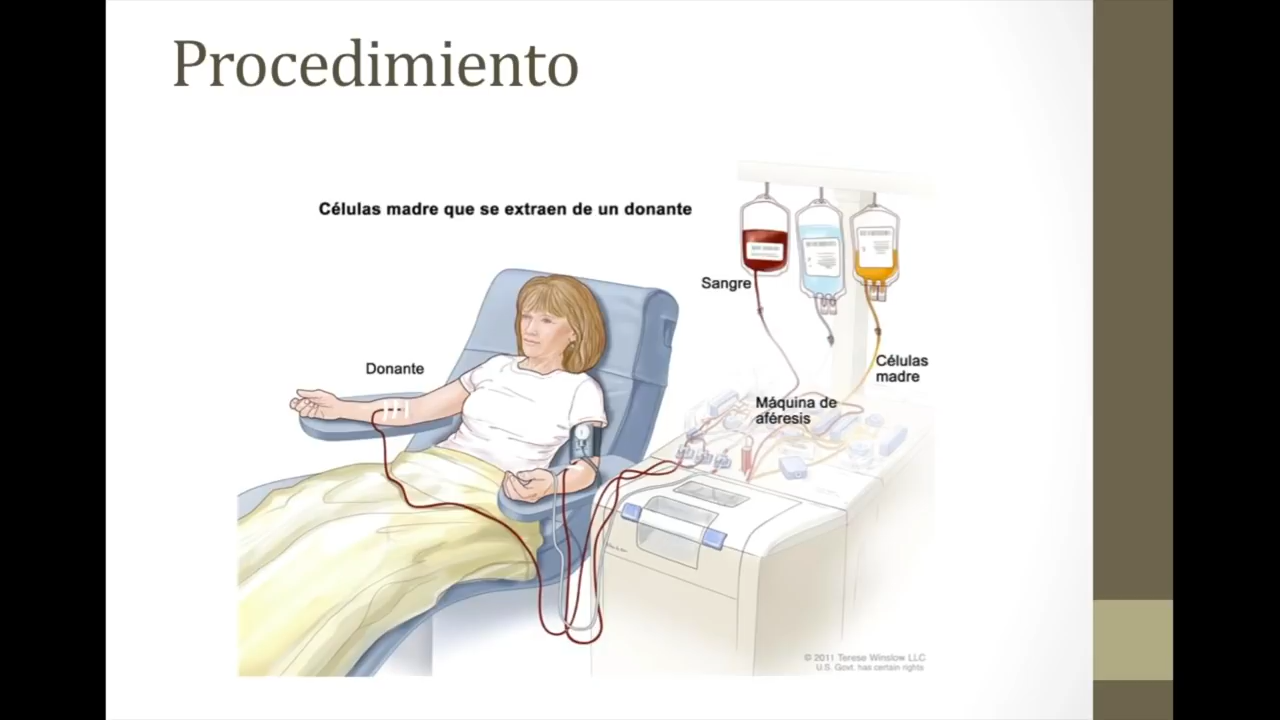 Procedimiento
Células madre que se extraen de un donante
Sangre
Donante
Células
madre
Máquina de
aféresis
© 2011 Terese Winslow LLC
U.S. Govt. has certain rights